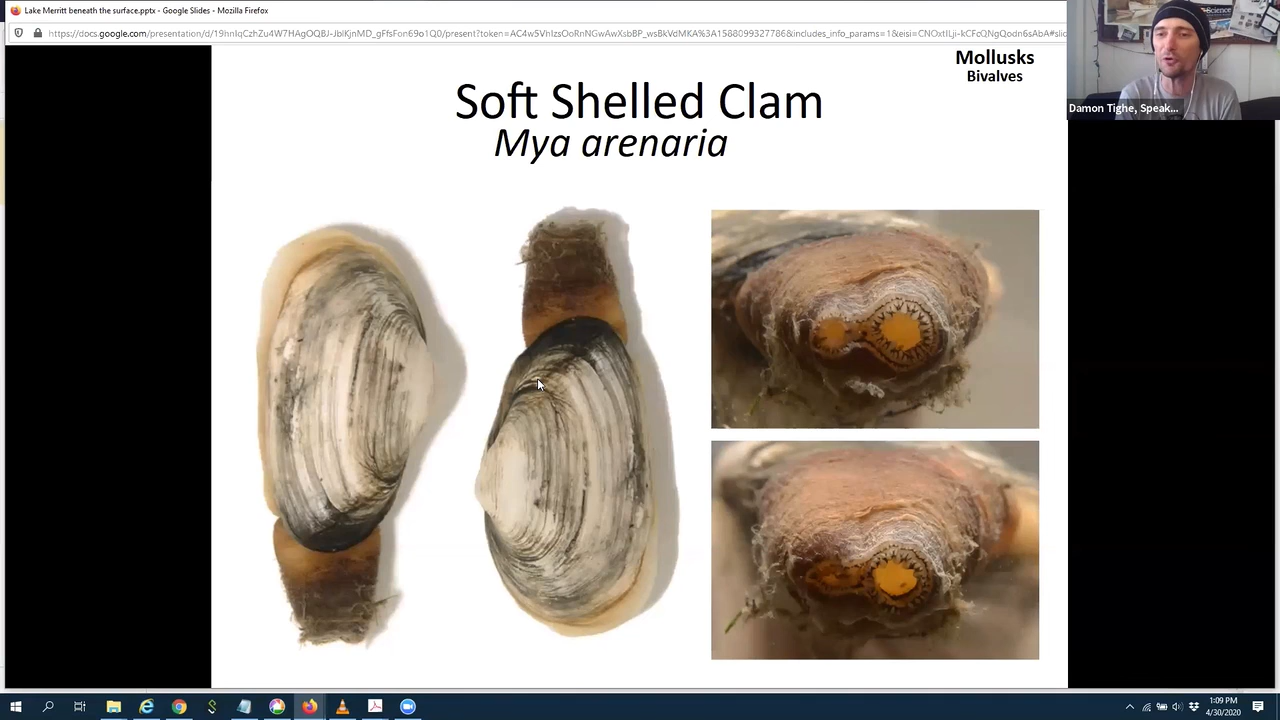 Lake Merritt beneath the surface.pptx - Google Slides - Mozilla Firefox
Mollusks
Bivalves
Soft Shelled Clam
Mya arenaria
Science
Damon Tighe, Speak...
1:09 PM
4/30/2020